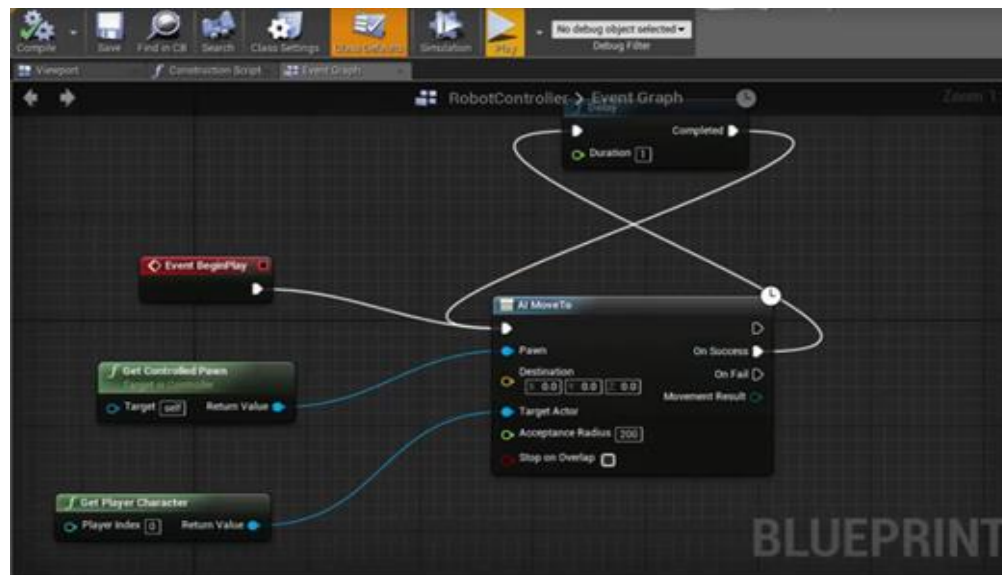 Compile Save Find in CB Search Class Settings Class Defaults Simulation Play No debug object selected
Debug Filter
Viewport Construction Script Event Graph
RobotController > Event Graph Zoom
Delay
Completed
Duration 1
Event BeginPlay
AI MoveTo
Pawn On Success
Destination On Fail
X 0.0 Y 0.0 Z 0.0
Movement Result
Target Actor
Acceptance Radius 200
Stop on Overlap
f Get Controlled Pawn
Target is Controller
Target self Return Value
f Get Player Character
Player Index 0 Return Value
BLUEPRINT